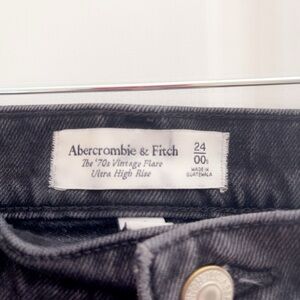 Abercrombie & Fitch
The '70s Vintage Flare
Ultra High Rise
24
00s
MADE IN
GUATEMALA